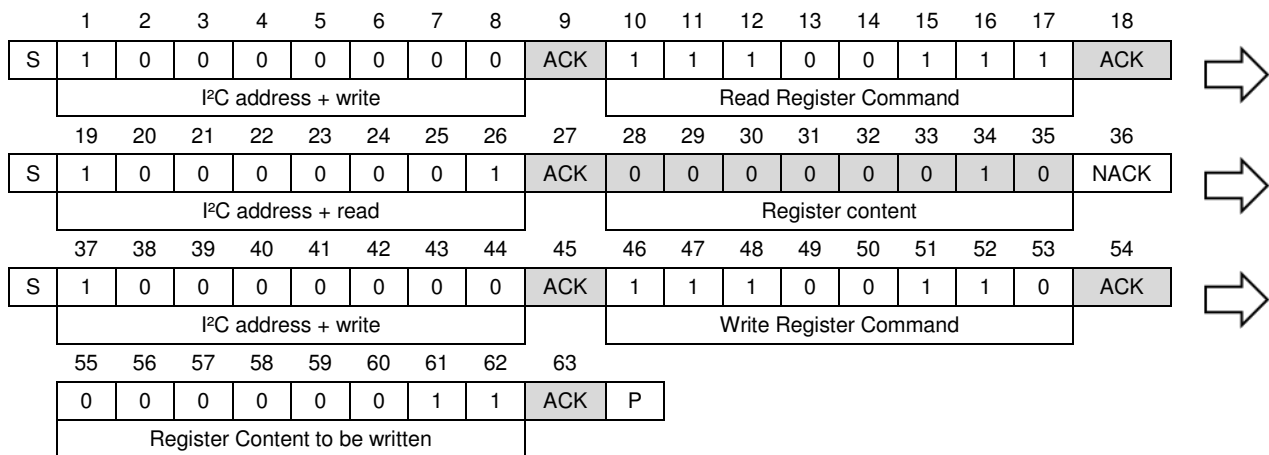 1 2 3 4 5 6 7 8 9 10 11 12 13 14 15 16 17 18
S 1 0 0 0 0 0 0 0 ACK 1 1 1 0 0 1 1 1 ACK
I²C address + write Read Register Command
19 20 21 22 23 24 25 26 27 28 29 30 31 32 33 34 35 36
S 1 0 0 0 0 0 0 1 ACK 0 0 0 0 0 0 1 0 NACK
I²C address + read Register content
37 38 39 40 41 42 43 44 45 46 47 48 49 50 51 52 53 54
S 1 0 0 0 0 0 0 0 ACK 1 1 1 0 0 1 1 0 ACK
I²C address + write Write Register Command
55 56 57 58 59 60 61 62 63
0 0 0 0 0 0 1 1 ACK P
Register Content to be written